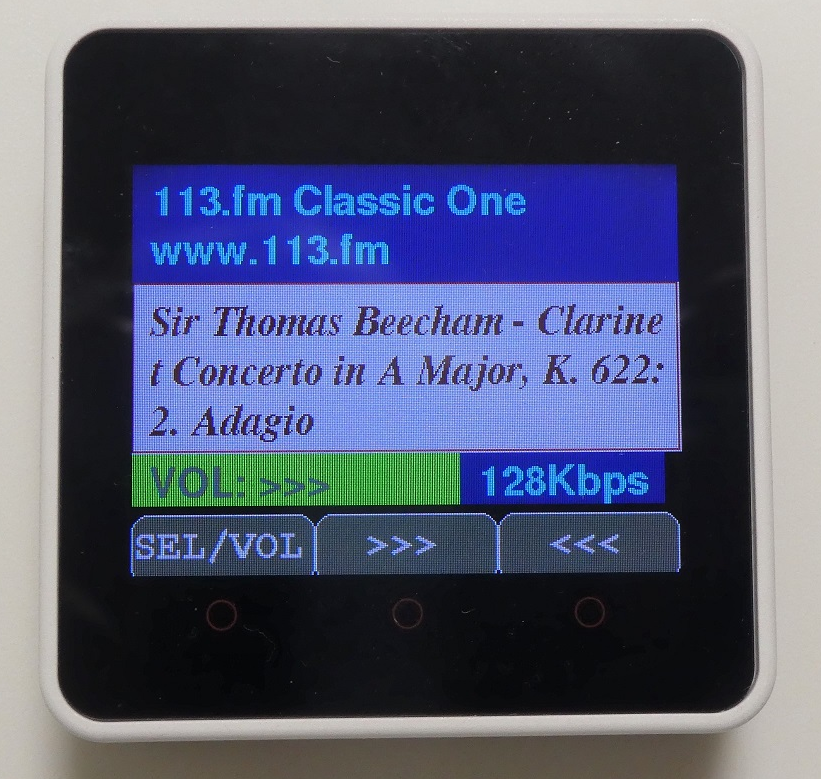 113.fm Classic One
www.113.fm
Sir Thomas Beecham - Clarine
t Concerto in A Major, K. 622:
2. Adagio
VOL: >>> 128Kbps
SEL/VOL >>> <<<